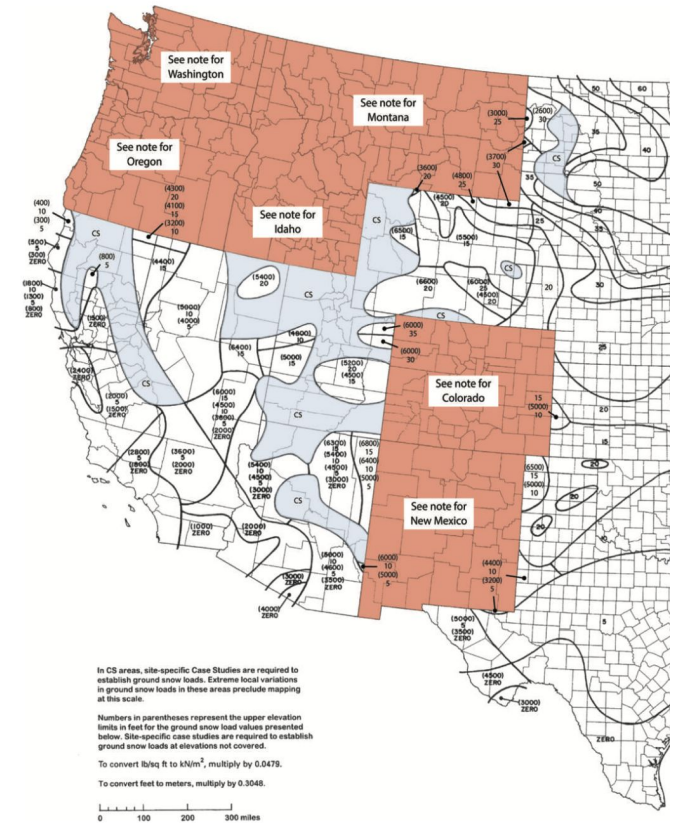 See note for
Washington
See note for
Montana
See note for
Oregon
See note for
Idaho
See note for
Colorado
See note for
New Mexico
50
60
(3000)
25
(2600)
30
35
40
CS
(3700)
30
35
50
(3600)
20
(4800)
25
(4500)
20
40
35
25
(4300)
20
(4100)
15
(3200)
10
(400)
10
(300)
5
(500)
5
(300)
ZERO
(1800)
10
(1300)
5
(800)
ZERO
CS
(800)
5
(1500)
ZERO
(4400)
15
(5000)
10
(4000)
5
(5400)
20
CS
CS
(6500)
15
(5500)
15
CS
(6600)
20
(6000)
25
(4500)
20
20
30
CS
(6000)
35
(6000)
30
(4800)
10
(6400)
15
(5000)
15
(5200)
20
(4500)
15
25
(2400)
ZERO
CS
(2000)
5
(1500)
ZERO
(6000)
15
(4500)
10
(3600)
5
(2000)
ZERO
CS
15
(5000)
10
20
15
(2800)
5
(1800)
ZERO
(3600)
5
(2000)
ZERO
(5400)
10
(4500)
5
(3000)
ZERO
(6300)
15
(5400)
10
(4500)
5
(3000)
ZERO
(6800)
15
(6400)
10
(5000)
5
(6500)
15
(5000)
10
20
20
20
CS
10
(1000)
ZERO
(2000)
ZERO
(4600)
5
(3500)
ZERO
(6000)
10
(5000)
5
(4400)
10
(3200)
5
(3000)
ZERO
(4000)
ZERO
(5000)
5
(3500)
ZERO
5
(4500)
ZERO
(3000)
ZERO
ZERO
In CS areas, site-specific Case Studies are required to
establish ground snow loads. Extreme local variations
in ground snow loads in these areas preclude mapping
at this scale.
Numbers in parentheses represent the upper elevation
limits in feet for the ground snow load values presented
below. Site-specific case studies are required to establish
ground snow loads at elevations not covered.
To convert lb/sq ft to kN/m², multiply by 0.0479.
To convert feet to meters, multiply by 0.3048.
0 100 200 300 miles